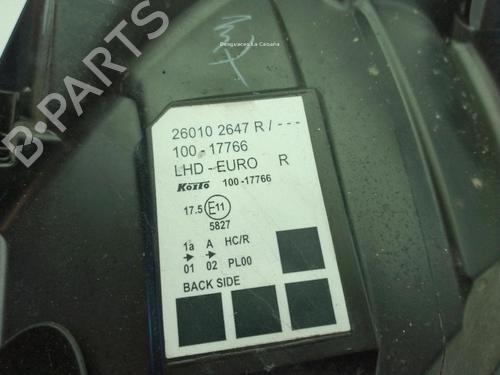 Desguaces La Cabaña
B-PARTS
26010 2647 R / ---
100 - 17766
LHD - EURO R
KOITO 100-17766
17.5 E11
5827
1a A HC/R
01 02 PL00
BACK SIDE